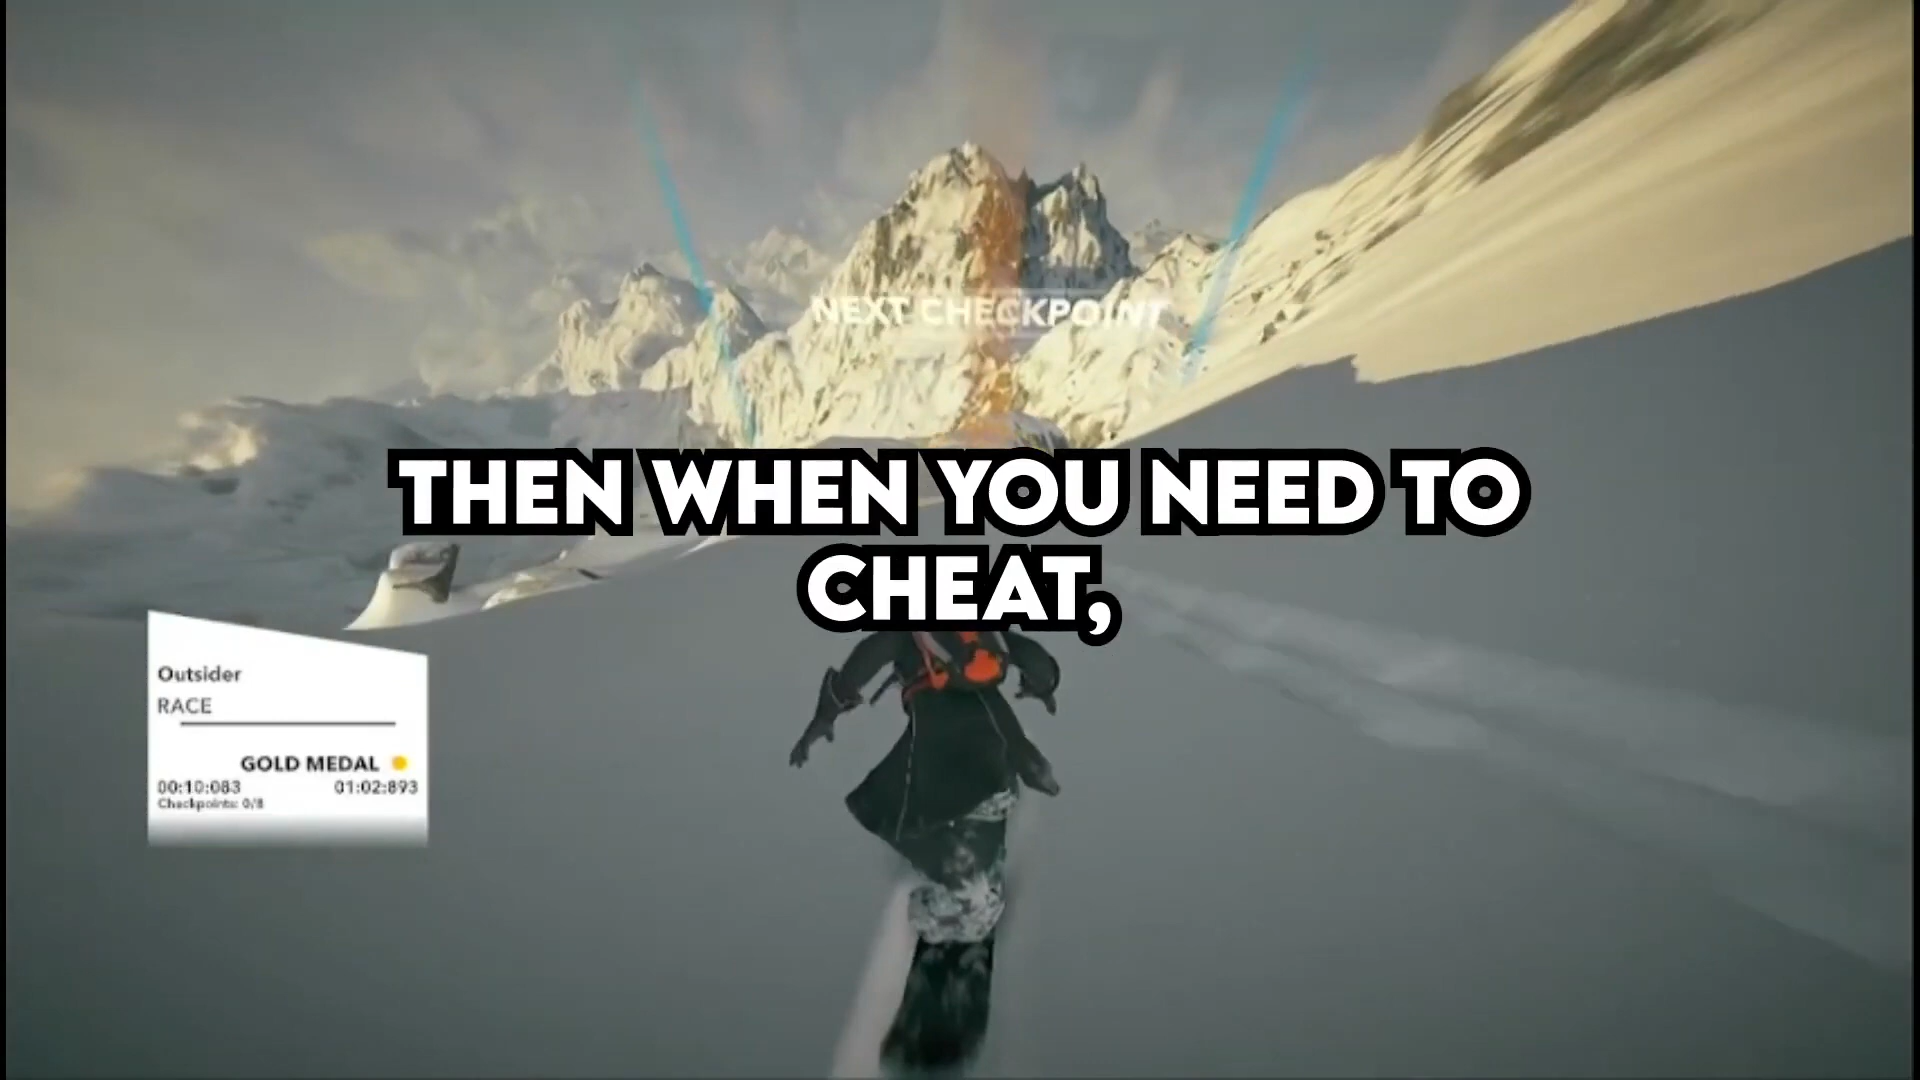 NEXT CHECKPOINT
THEN WHEN YOU NEED TO
CHEAT,
Outsider
RACE
GOLD MEDAL
00:10:083 01:02:893
Checkpoints: 0/8